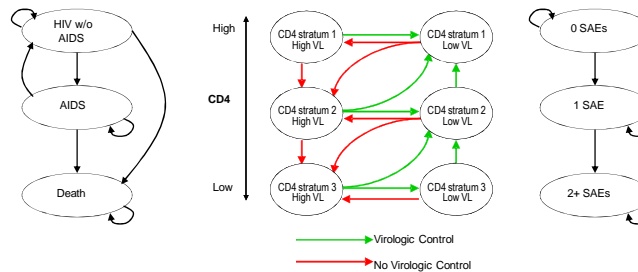 HIV w/o
AIDS
AIDS
Death
High
CD4
Low
CD4 stratum 1
High VL
CD4 stratum 1
Low VL
CD4 stratum 2
High VL
CD4 stratum 2
Low VL
CD4 stratum 3
High VL
CD4 stratum 3
Low VL
Virologic Control
No Virologic Control
0 SAEs
1 SAE
2+ SAEs